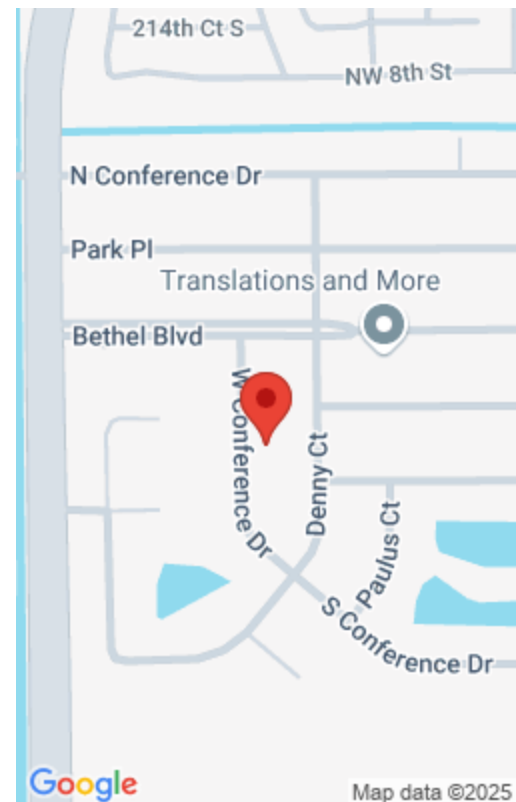 214th Ct S
NW 8th St
N Conference Dr
Park Pl
Translations and More
Bethel Blvd
W Conference Dr
Denny Ct
Paulus Ct
S Conference Dr
Google
Map data ©2025